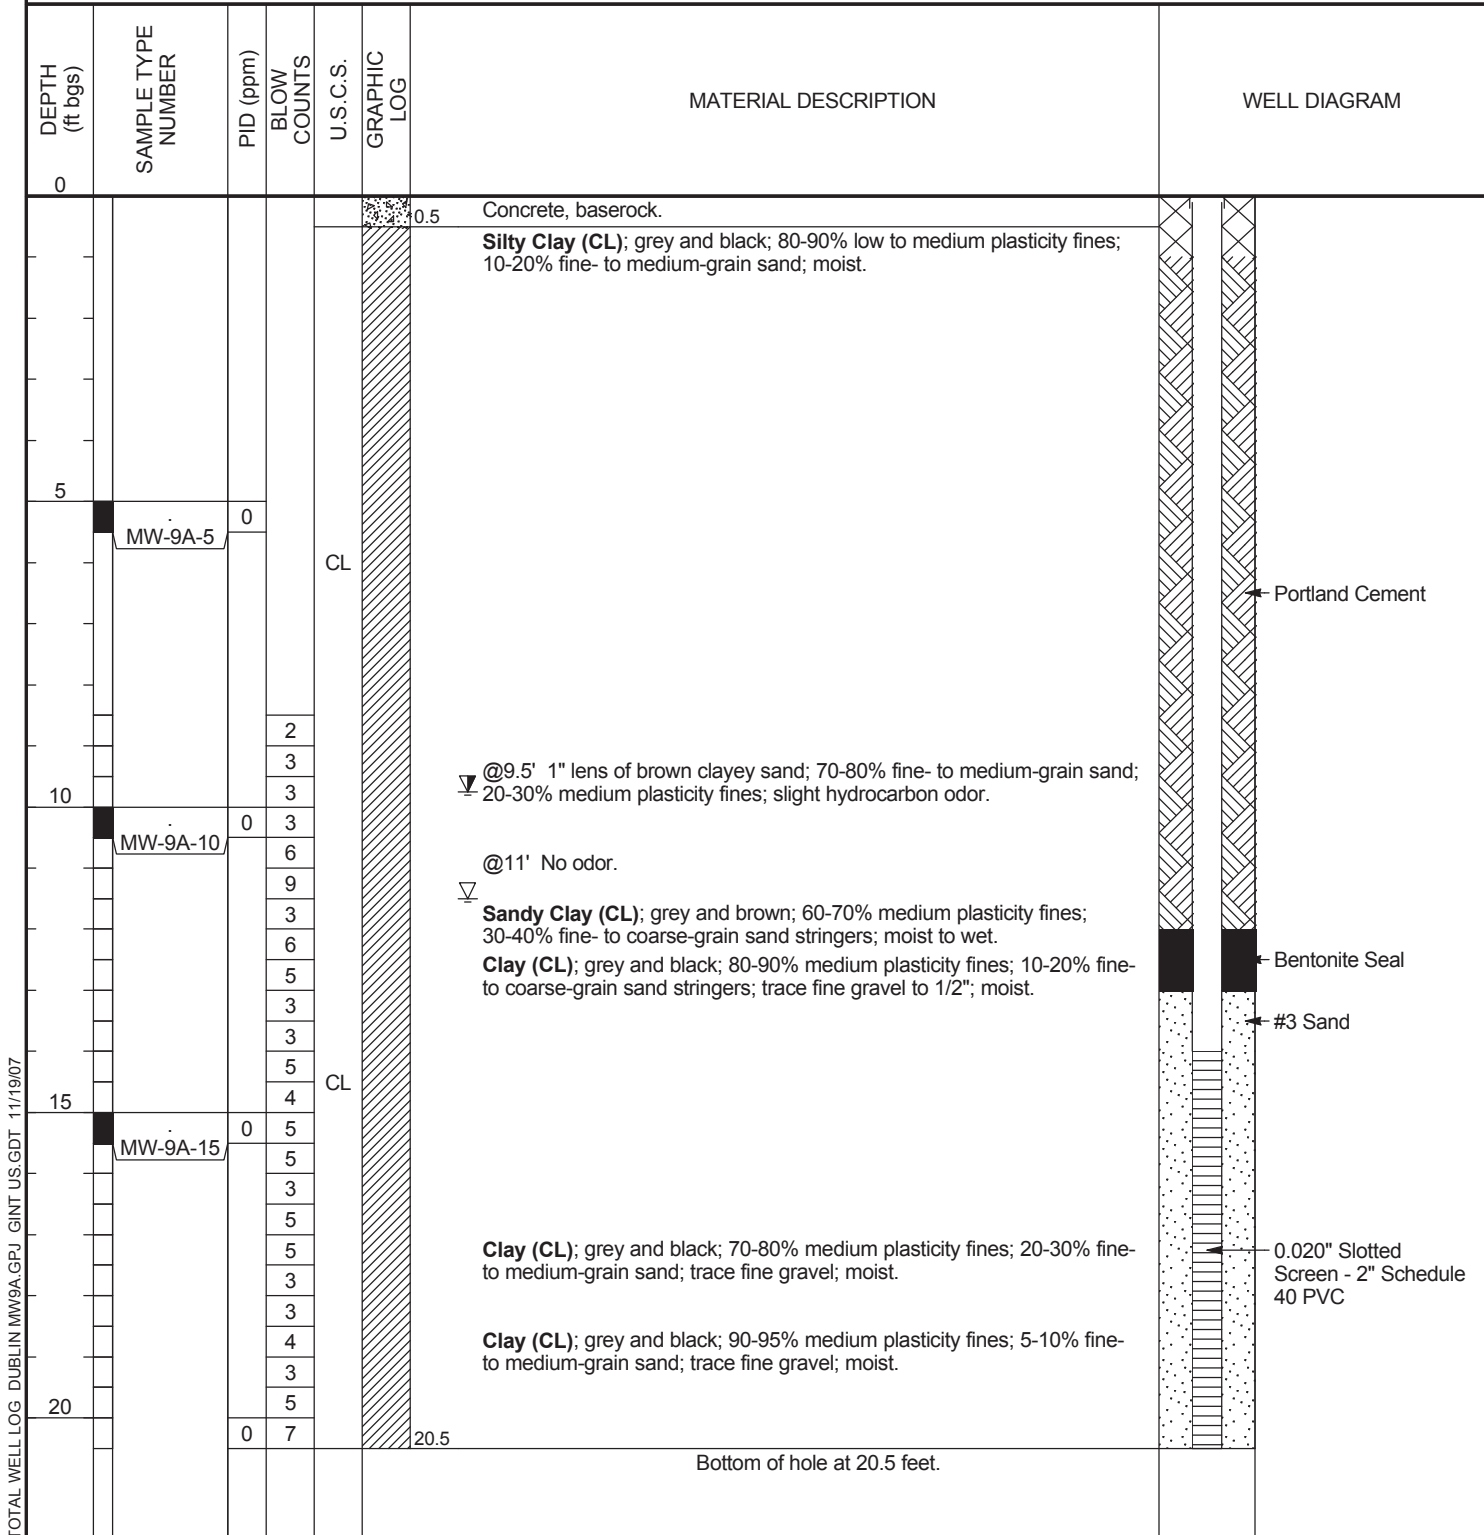 DEPTH
(ft bgs)
SAMPLE TYPE
NUMBER
PID (ppm)
BLOW
COUNTS
U.S.C.S.
GRAPHIC
LOG
MATERIAL DESCRIPTION
WELL DIAGRAM
0
0.5
Concrete, baserock.
Silty Clay (CL); grey and black; 80-90% low to medium plasticity fines;
10-20% fine- to medium-grain sand; moist.
5
0
MW-9A-5
CL
Portland Cement
2
3
@9.5' 1" lens of brown clayey sand; 70-80% fine- to medium-grain sand;
20-30% medium plasticity fines; slight hydrocarbon odor.
3
10
0
3
MW-9A-10
6
@11' No odor.
9
3
Sandy Clay (CL); grey and brown; 60-70% medium plasticity fines;
30-40% fine- to coarse-grain sand stringers; moist to wet.
6
Clay (CL); grey and black; 80-90% medium plasticity fines; 10-20% fine-
to coarse-grain sand stringers; trace fine gravel to 1/2"; moist.
Bentonite Seal
5
3
#3 Sand
3
5
CL
4
15
0
5
MW-9A-15
5
3
5
5
Clay (CL); grey and black; 70-80% medium plasticity fines; 20-30% fine-
to medium-grain sand; trace fine gravel; moist.
0.020" Slotted
Screen - 2" Schedule
40 PVC
3
3
4
Clay (CL); grey and black; 90-95% medium plasticity fines; 5-10% fine-
to medium-grain sand; trace fine gravel; moist.
3
5
20
0
7
20.5
Bottom of hole at 20.5 feet.
TOTAL WELL LOG DUBLIN MW9A.GPJ GINT US.GDT 11/19/07